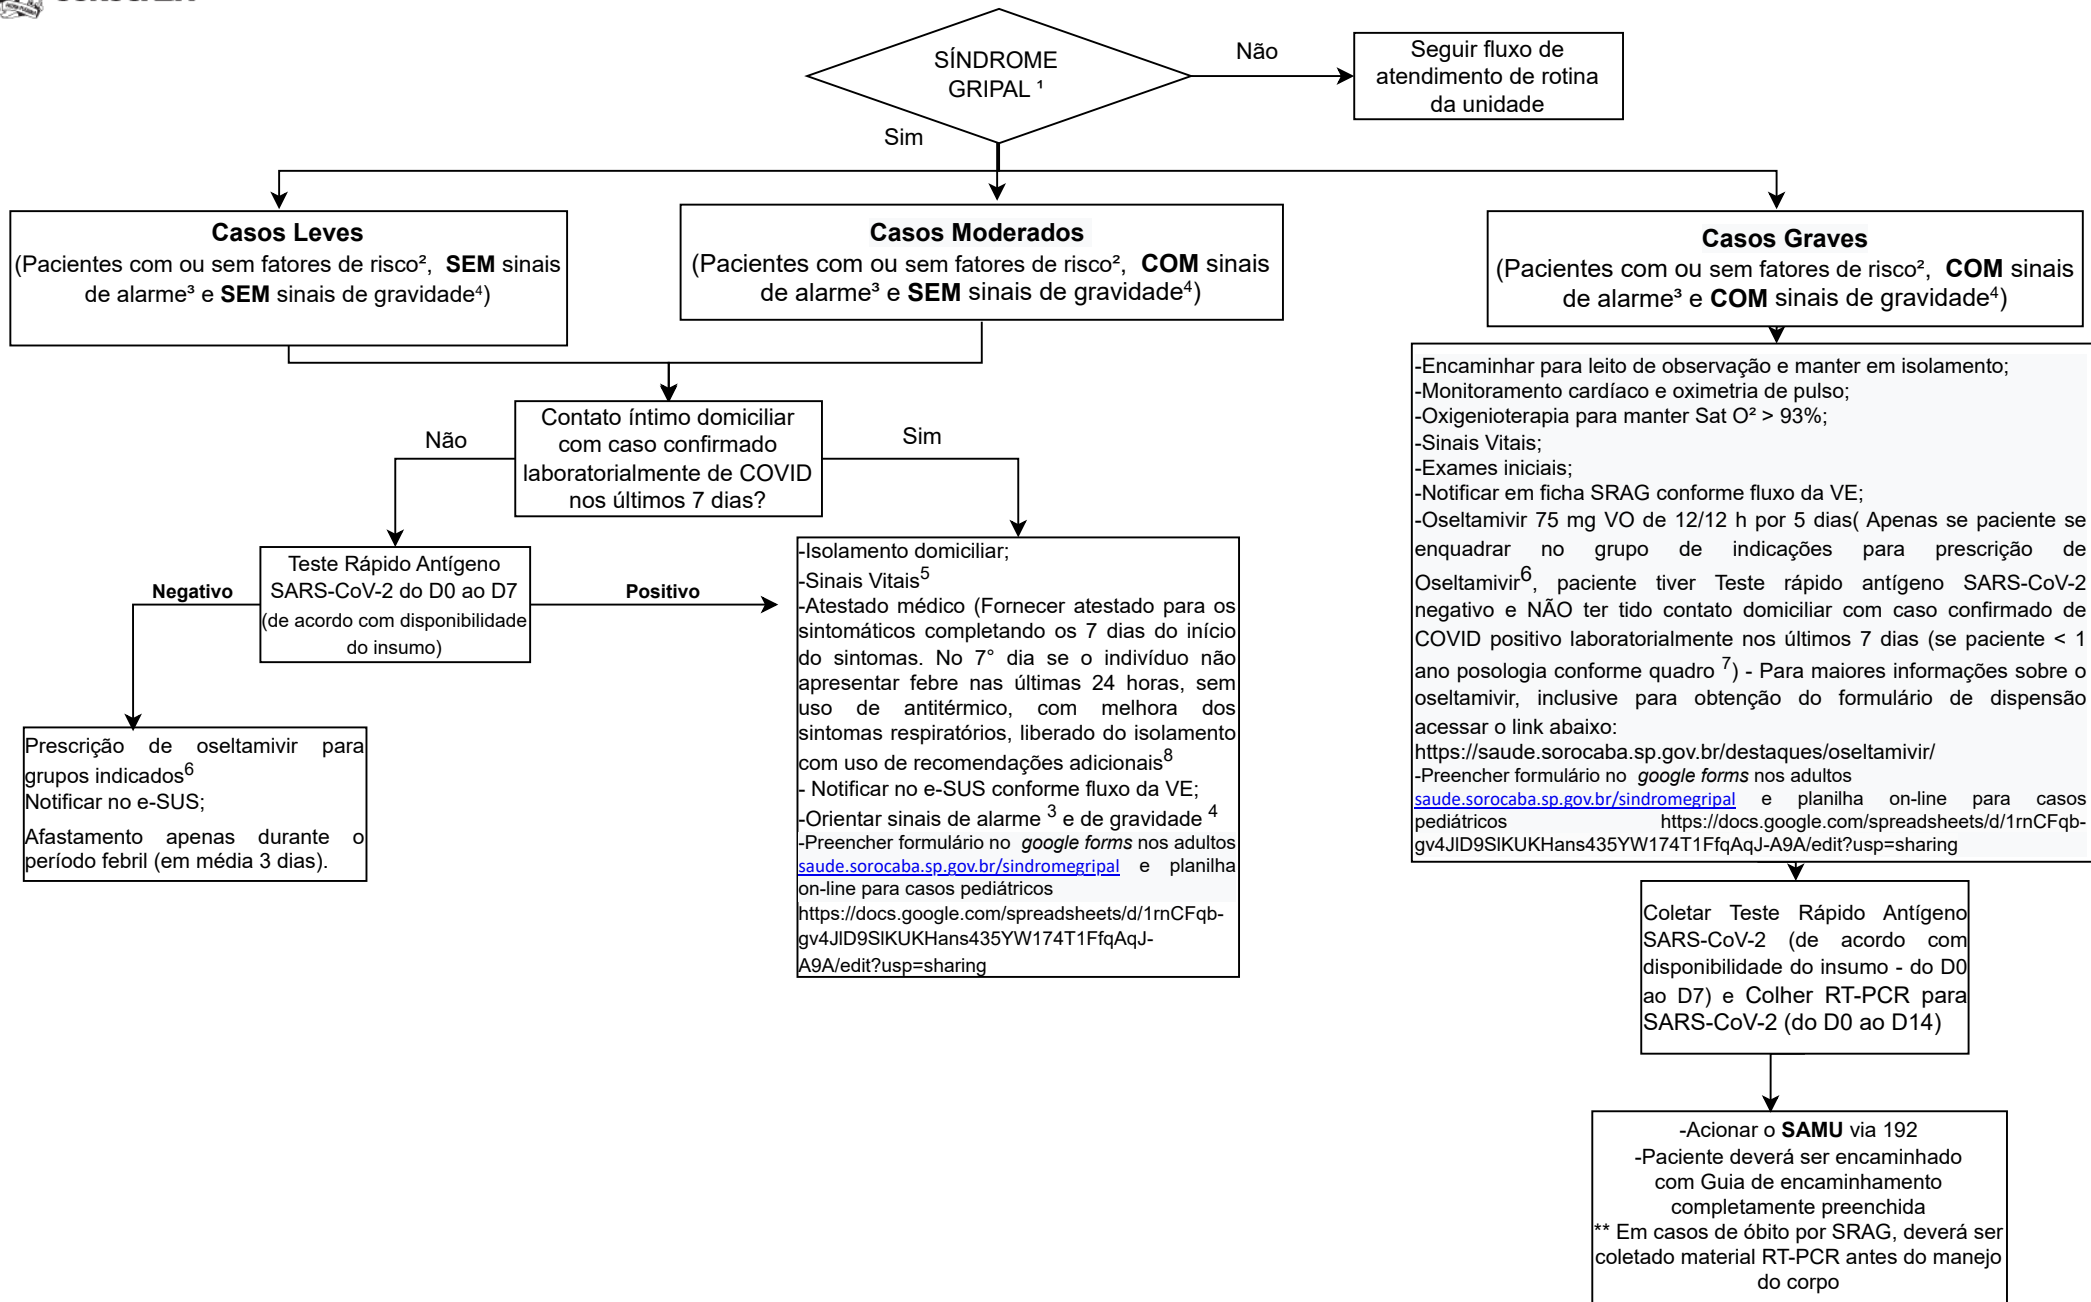 SÍNDROME
GRIPAL ¹
Não
Seguir fluxo de
atendimento de rotina
da unidade
Sim
Casos Leves
(Pacientes com ou sem fatores de risco², SEM sinais
de alarme³ e SEM sinais de gravidade⁴)
Casos Moderados
(Pacientes com ou sem fatores de risco², COM sinais
de alarme³ e SEM sinais de gravidade⁴)
Casos Graves
(Pacientes com ou sem fatores de risco², COM sinais
de alarme³ e COM sinais de gravidade⁴)
Contato íntimo domiciliar
com caso confirmado
laboratorialmente de COVID
nos últimos 7 dias?
Não
Sim
Teste Rápido Antígeno
SARS-CoV-2 do D0 ao D7
(de acordo com disponibilidade
do insumo)
Negativo
Positivo
Prescrição de oseltamivir para
grupos indicados⁶
Notificar no e-SUS;
Afastamento apenas durante o
período febril (em média 3 dias).
-Isolamento domiciliar;
-Sinais Vitais⁵
-Atestado médico (Fornecer atestado para os
sintomáticos completando os 7 dias do início
do sintomas. No 7° dia se o indivíduo não
apresentar febre nas últimas 24 horas, sem
uso de antitérmico, com melhora dos
sintomas respiratórios, liberado do isolamento
com uso de recomendações adicionais⁸
- Notificar no e-SUS conforme fluxo da VE;
-Orientar sinais de alarme ³ e de gravidade ⁴
-Preencher formulário no google forms nos adultos
saude.sorocaba.sp.gov.br/sindromegripal e planilha
on-line para casos pediátricos
https://docs.google.com/spreadsheets/d/1rnCFqb-
gv4JlD9SlKUKHans435YW174T1FfqAqJ-
A9A/edit?usp=sharing
-Encaminhar para leito de observação e manter em isolamento;
-Monitoramento cardíaco e oximetria de pulso;
-Oxigenioterapia para manter Sat O² > 93%;
-Sinais Vitais;
-Exames iniciais;
-Notificar em ficha SRAG conforme fluxo da VE;
-Oseltamivir 75 mg VO de 12/12 h por 5 dias( Apenas se paciente se
enquadrar no grupo de indicações para prescrição de
Oseltamivir⁶, paciente tiver Teste rápido antígeno SARS-CoV-2
negativo e NÃO ter tido contato domiciliar com caso confirmado de
COVID positivo laboratorialmente nos últimos 7 dias (se paciente < 1
ano posologia conforme quadro ⁷) - Para maiores informações sobre o
oseltamivir, inclusive para obtenção do formulário de dispensão
acessar o link abaixo:
https://saude.sorocaba.sp.gov.br/destaques/oseltamivir/
-Preencher formulário no google forms nos adultos
saude.sorocaba.sp.gov.br/sindromegripal e planilha on-line para casos
pediátricos https://docs.google.com/spreadsheets/d/1rnCFqb-
gv4JlD9SlKUKHans435YW174T1FfqAqJ-A9A/edit?usp=sharing
Coletar Teste Rápido Antígeno
SARS-CoV-2 (de acordo com
disponibilidade do insumo - do D0
ao D7) e Colher RT-PCR para
SARS-CoV-2 (do D0 ao D14)
-Acionar o SAMU via 192
-Paciente deverá ser encaminhado
com Guia de encaminhamento
completamente preenchida
** Em casos de óbito por SRAG, deverá ser
coletado material RT-PCR antes do manejo
do corpo